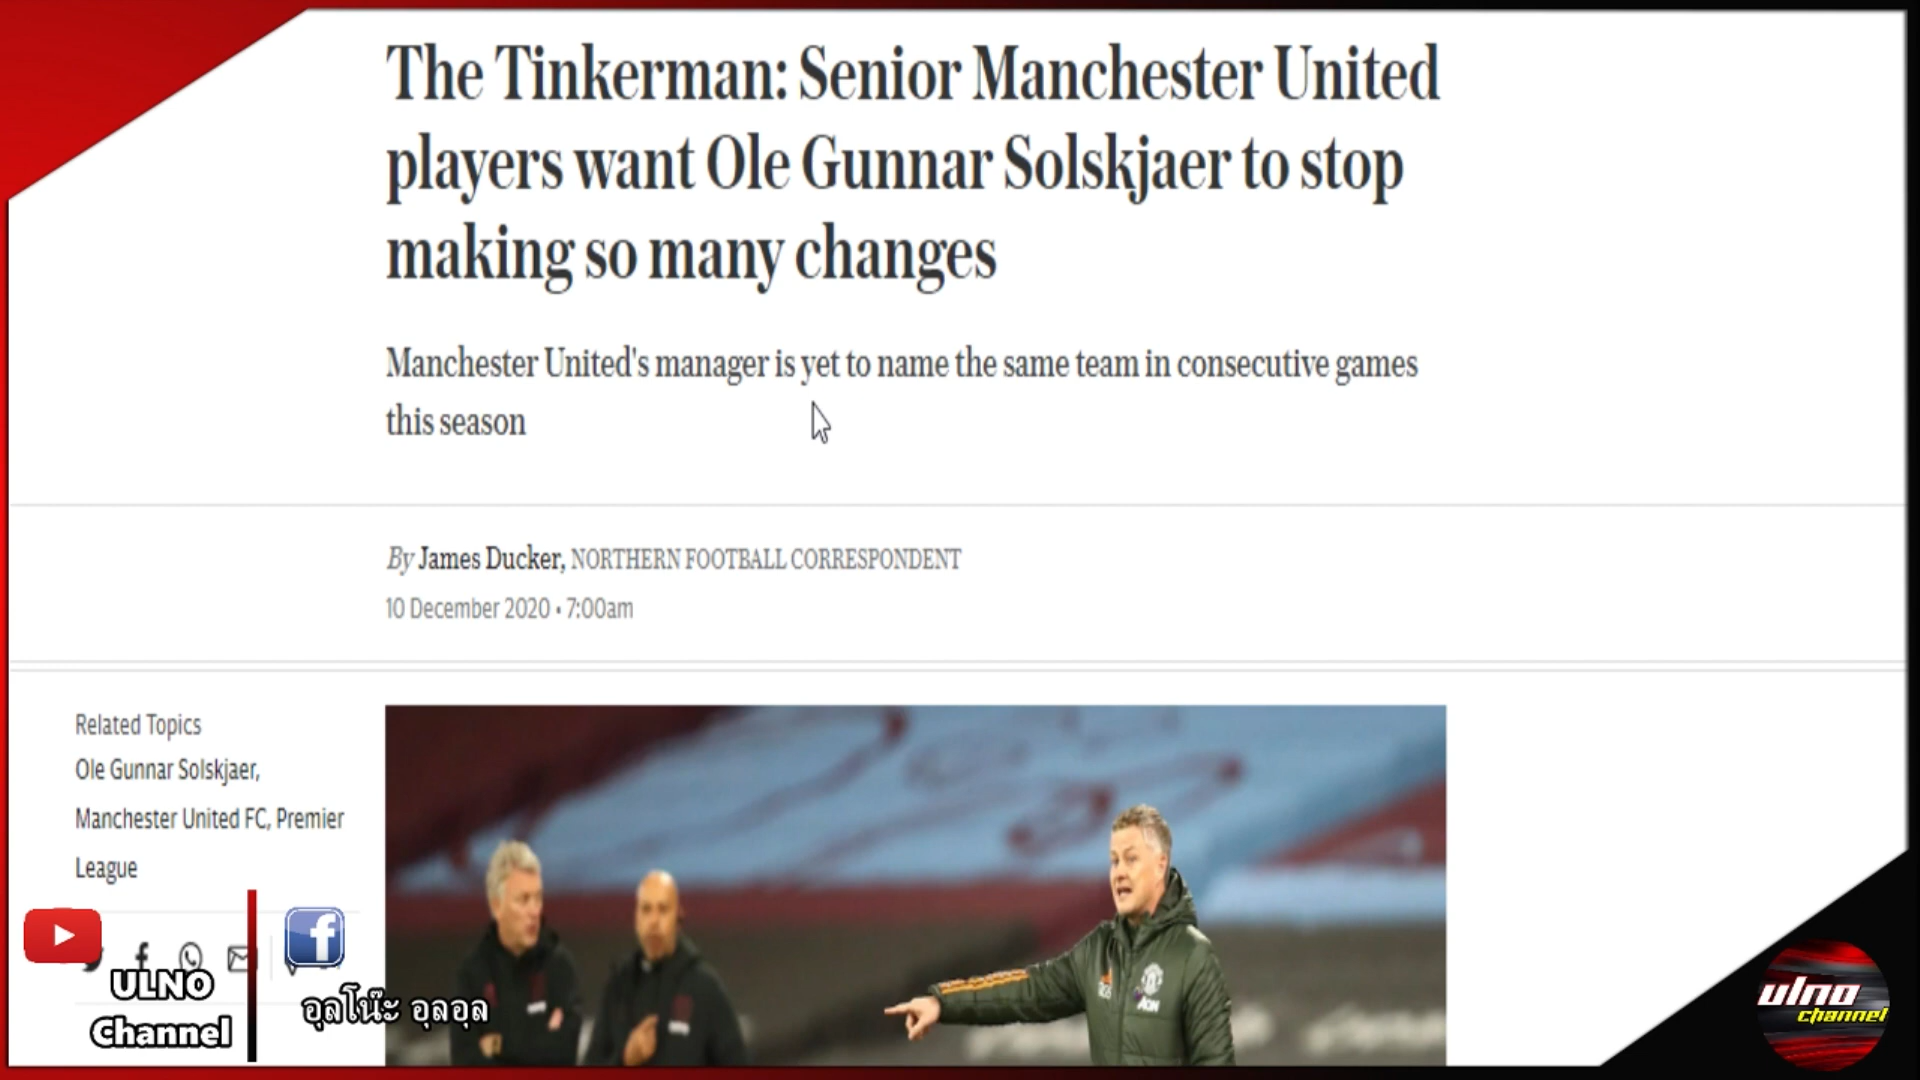 The Tinkerman: Senior Manchester United
players want Ole Gunnar Solskjaer to stop
making so many changes
Manchester United's manager is yet to name the same team in consecutive games
this season
By James Ducker, NORTHERN FOOTBALL CORRESPONDENT
10 December 2020 • 7:00am
Related Topics
Ole Gunnar Solskjaer,
Manchester United FC, Premier
League
ULNO
Channel
อุลโน๊ะ อุลอุล
AON
ulno
channel